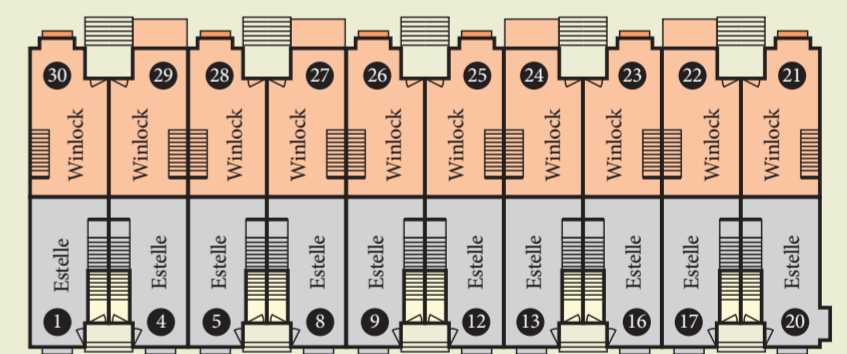 30 29 28 27 26 25 24 23 22 21
Winlock Winlock Winlock Winlock Winlock Winlock Winlock Winlock Winlock Winlock
Estelle Estelle Estelle Estelle Estelle Estelle Estelle Estelle Estelle Estelle
1 4 5 8 9 12 13 16 17 20